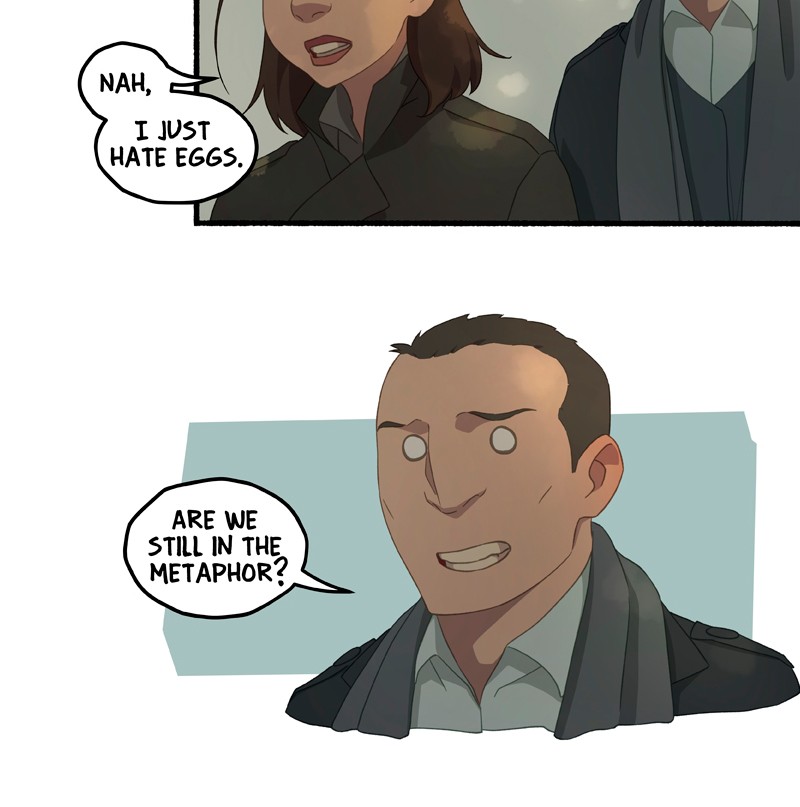 NAH,
I JUST
HATE EGGS.
ARE WE
STILL IN THE
METAPHOR?